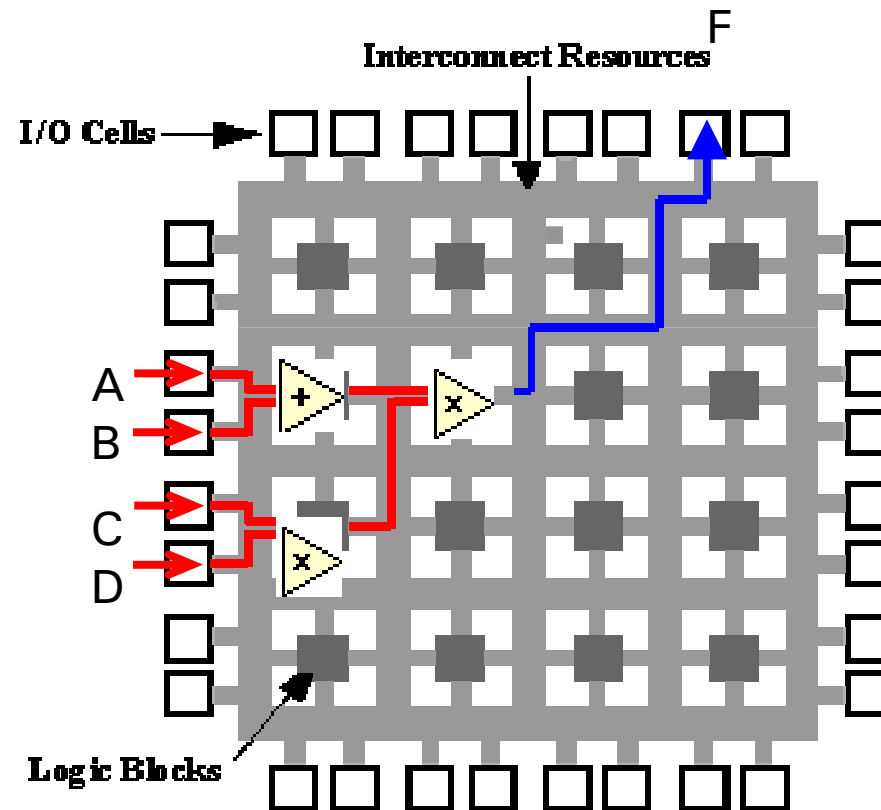 F
Interconnect Resources
I/O Cells
A
+
x
B
C
x
D
Logic Blocks